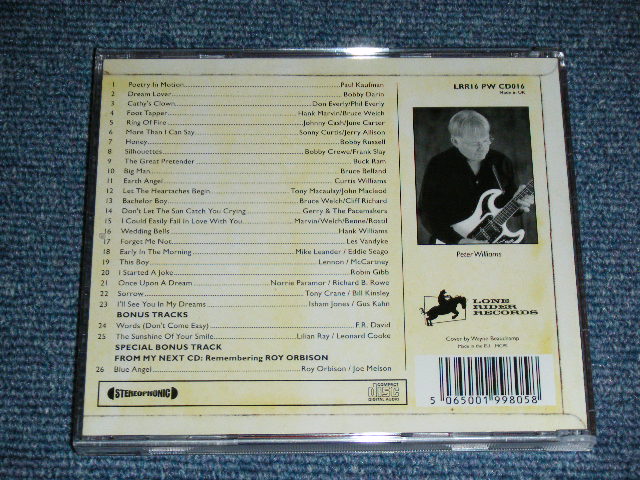 1 Poetry In Motion Paul Kaufman
2 Dream Lover Bobby Darin
3 Cathy's Clown Don Everly/Phil Everly
4 Foot Tapper Hank Marvin/Bruce Welch
5 Ring Of Fire Johnny Cash/June Carter
6 More Than I Can Say Sonny Curtis/Jerry Allison
7 Honey Bobby Russell
8 Silhouettes Bobby Crewe/Frank Slay
9 The Great Pretender Buck Ram
10 Big Man Bruce Belland
11 Earth Angel Curtis Williams
12 Let The Heartaches Begin Tony Macaulay/John Macleod
13 Bachelor Boy Bruce Welch/Cliff Richard
14 Don't Let The Sun Catch You Crying Gerry & The Pacemakers
15 I Could Easily Fall In Love With You Marvin/Welch/Benne/Rostil
16 Wedding Bells Hank Williams
17 Forget Me Not Les Vandyke
18 Early In The Morning Mike Leander / Eddie Seago
19 This Boy Lennon / McCartney
20 I Started A Joke Robin Gibb
21 Once Upon A Dream Norrie Paramor / Richard B. Rowe
22 Sorrow Tony Crane / Bill Kinsley
23 I'll See You In My Dreams Isham Jones / Gus Kahn
BONUS TRACKS
24 Words (Don't Come Easy) F.R. David
25 The Sunshine Of Your Smile Lilian Ray / Leonard Cooke
SPECIAL BONUS TRACK
FROM MY NEXT CD: Remembering ROY ORBISON
26 Blue Angel Roy Orbison / Joe Melson
STEREOPHONIC
COMPACT
disc
DIGITAL AUDIO
LRR16 PW CD016
Made in UK
Peter Williams
LONE
RIDER
RECORDS
Cover by Wayne Beauchamp
Made in the E.U. MCPS
5 065001 998058